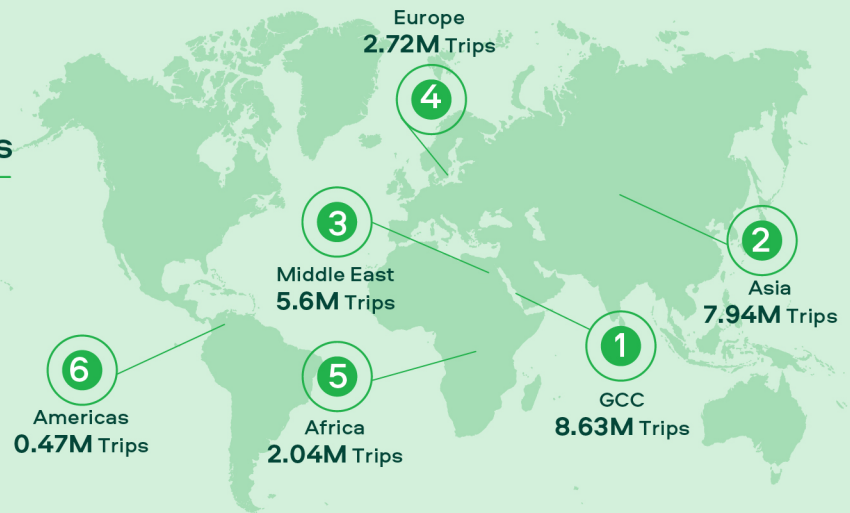 Europe
2.72M Trips
4
3
Middle East
5.6M Trips
2
Asia
7.94M Trips
1
GCC
8.63M Trips
6
Americas
0.47M Trips
5
Africa
2.04M Trips